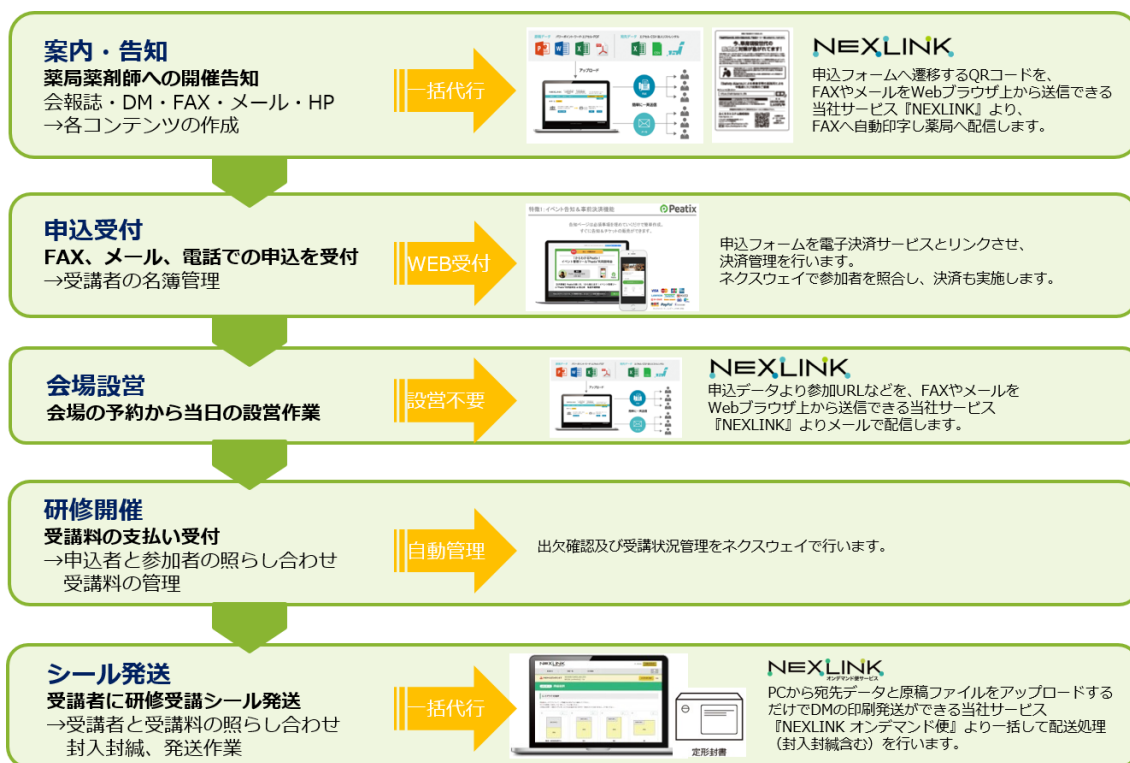 案内・告知
薬局薬剤師への開催告知
会報誌・DM・FAX・メール・HP
→各コンテンツの作成
一括代行
アップロード
NEXLINK
申込フォームへ遷移するQRコードを、
FAXやメールをWebブラウザ上から送信できる
当社サービス『NEXLINK』より、
FAXへ自動印字し薬局へ配信します。
申込受付
FAX、メール、電話での申込を受付
→受講者の名簿管理
WEB受付
特徴1:イベント告知&事前決済機能
Peatix
申込フォームを電子決済サービスとリンクさせ、
決済管理を行います。
ネクスウェイで参加者を照合し、決済も実施します。
会場設営
会場の予約から当日の設営作業
設営不要
NEXLINK
申込データより参加URLなどを、FAXやメールを
Webブラウザ上から送信できる当社サービス
『NEXLINK』よりメールで配信します。
研修開催
受講料の支払い受付
→申込者と参加者の照らし合わせ
受講料の管理
自動管理
出欠確認及び受講状況管理をネクスウェイで行います。
シール発送
受講者に研修受講シール発送
→受講者と受講料の照らし合わせ
封入封緘、発送作業
一括代行
NEXLINK
定形封書
NEXLINK
オンデマンド便サービス
PCから宛先データと原稿ファイルをアップロードする
だけでDMの印刷発送ができる当社サービス
『NEXLINK オンデマンド便』より一括して配送処理
（封入封緘含む）を行います。